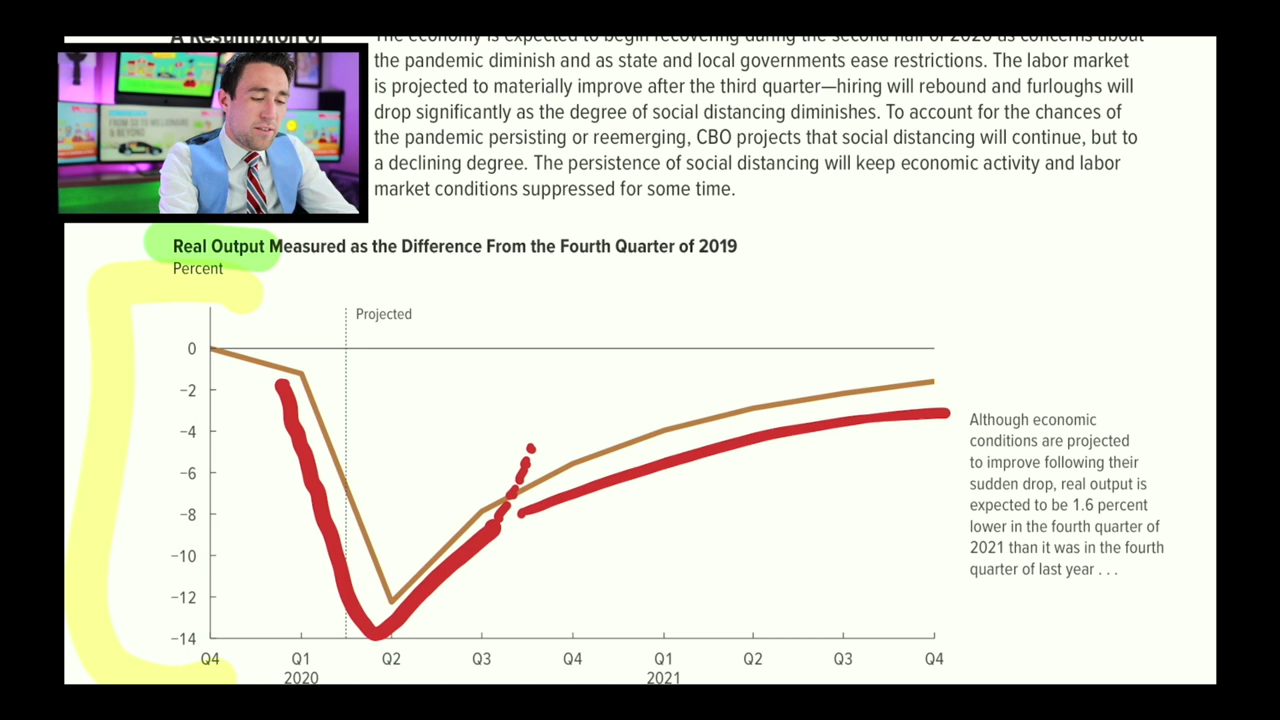 A Resumption of
The economy is expected to begin recovering during the second half of 2020 as concerns about
the pandemic diminish and as state and local governments ease restrictions. The labor market
is projected to materially improve after the third quarter—hiring will rebound and furloughs will
drop significantly as the degree of social distancing diminishes. To account for the chances of
the pandemic persisting or reemerging, CBO projects that social distancing will continue, but to
a declining degree. The persistence of social distancing will keep economic activity and labor
market conditions suppressed for some time.
Real Output Measured as the Difference From the Fourth Quarter of 2019
Percent
Projected
0
−2
−4
−6
−8
−10
−12
−14
Q4 Q1 Q2 Q3 Q4 Q1 Q2 Q3 Q4
2020 2021
Although economic
conditions are projected
to improve following their
sudden drop, real output is
expected to be 1.6 percent
lower in the fourth quarter of
2021 than it was in the fourth
quarter of last year . . .